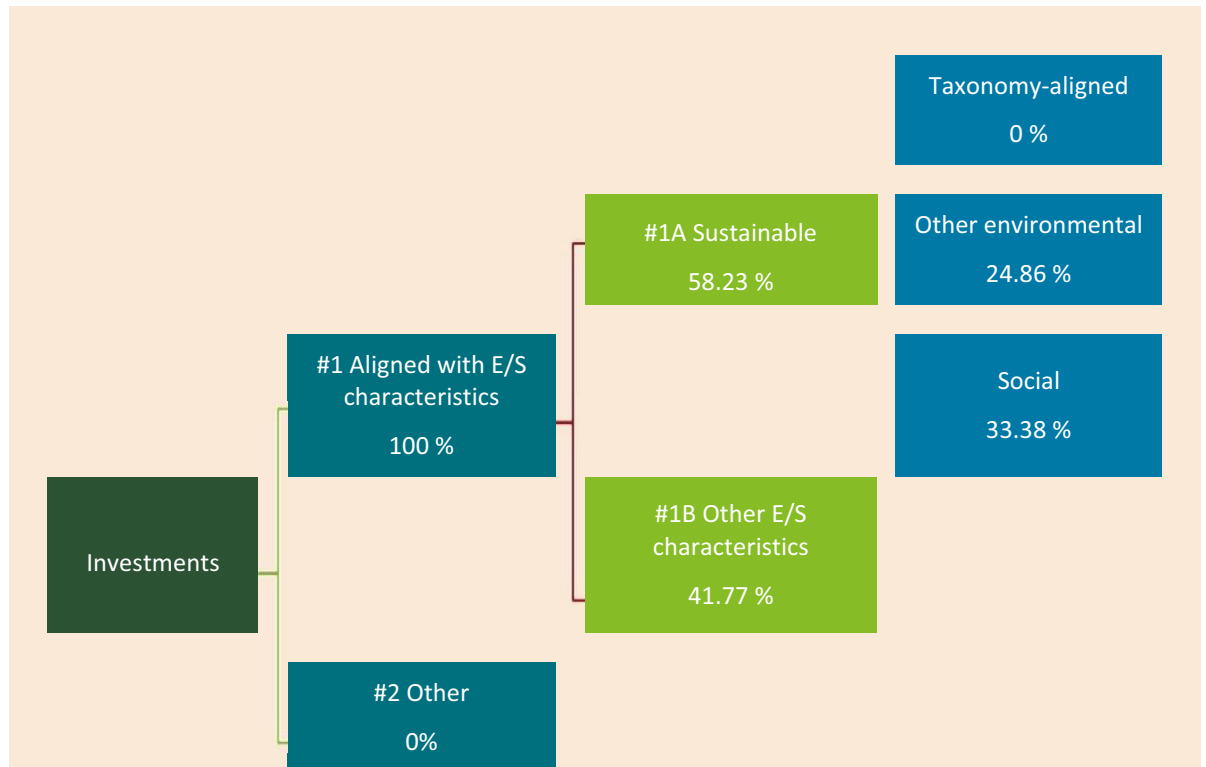 Taxonomy-aligned
0 %
#1A Sustainable
58.23 %
Other environmental
24.86 %
#1 Aligned with E/S
characteristics
100 %
Social
33.38 %
Investments
#1B Other E/S
characteristics
41.77 %
#2 Other
0%